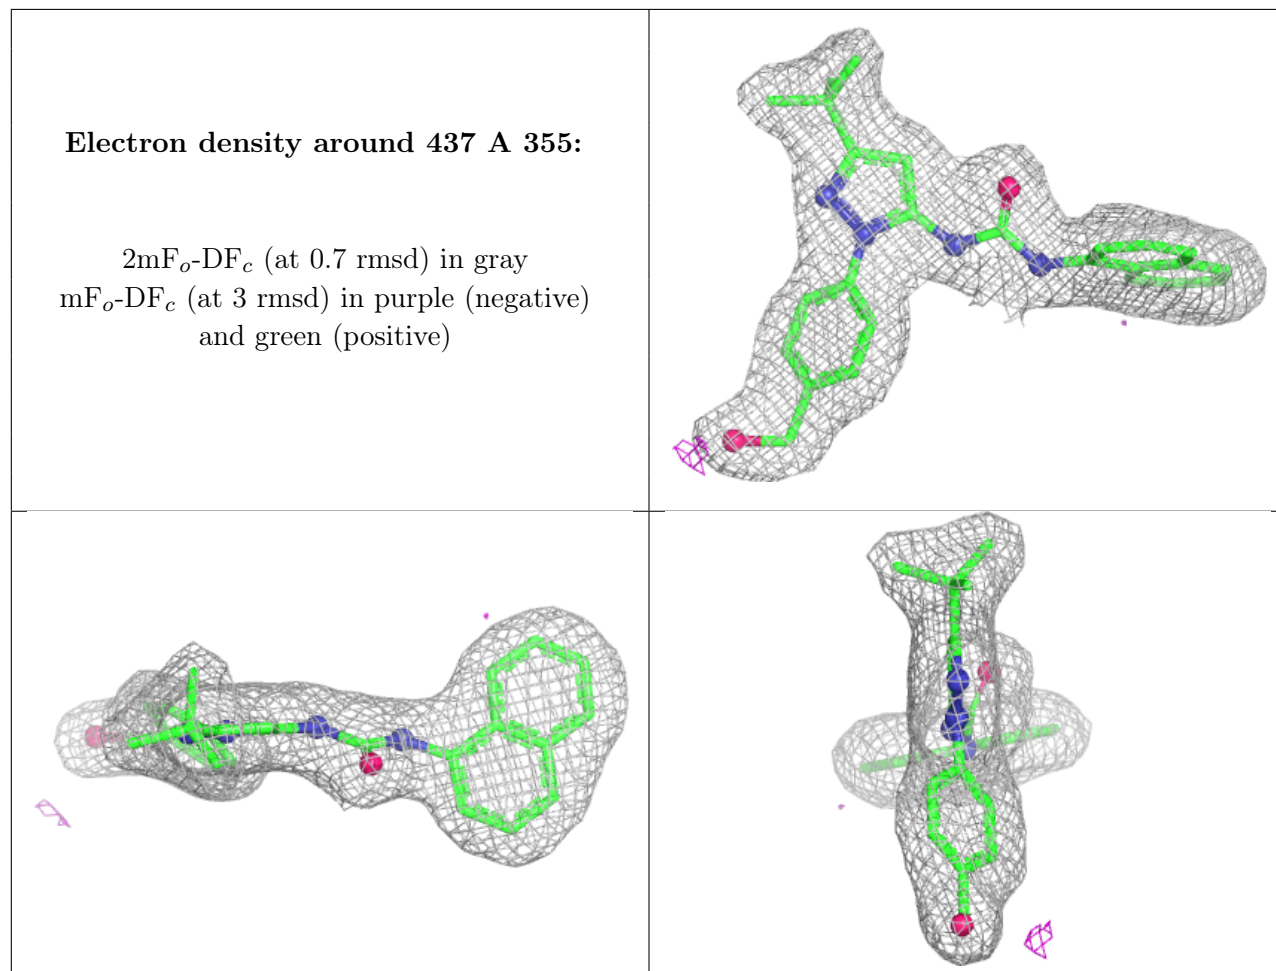 Electron density around 437 A 355:
2mFo-DFc (at 0.7 rmsd) in gray
mFo-DFc (at 3 rmsd) in purple (negative)
and green (positive)